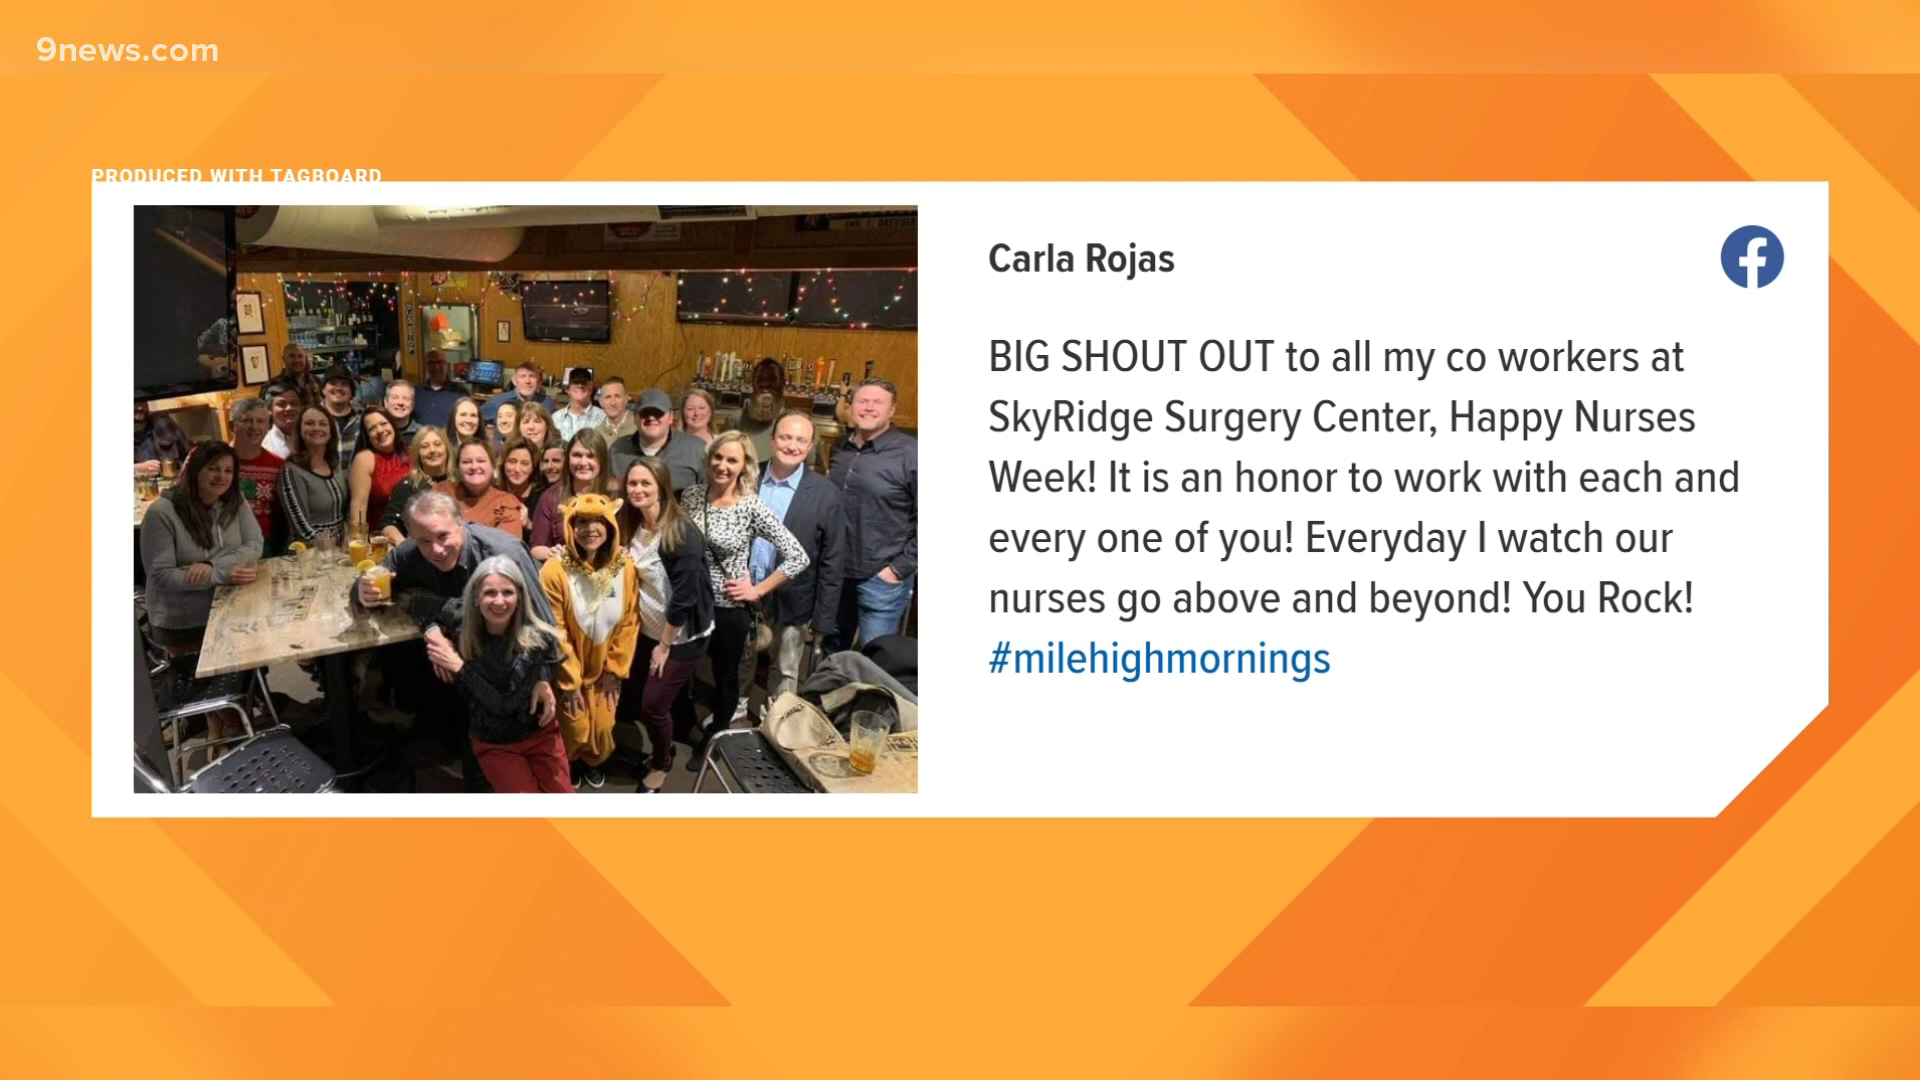 9news.com
PRODUCED WITH TAGBOARD
Carla Rojas
BIG SHOUT OUT to all my co workers at
SkyRidge Surgery Center, Happy Nurses
Week! It is an honor to work with each and
every one of you! Everyday I watch our
nurses go above and beyond! You Rock!
#milehighmornings